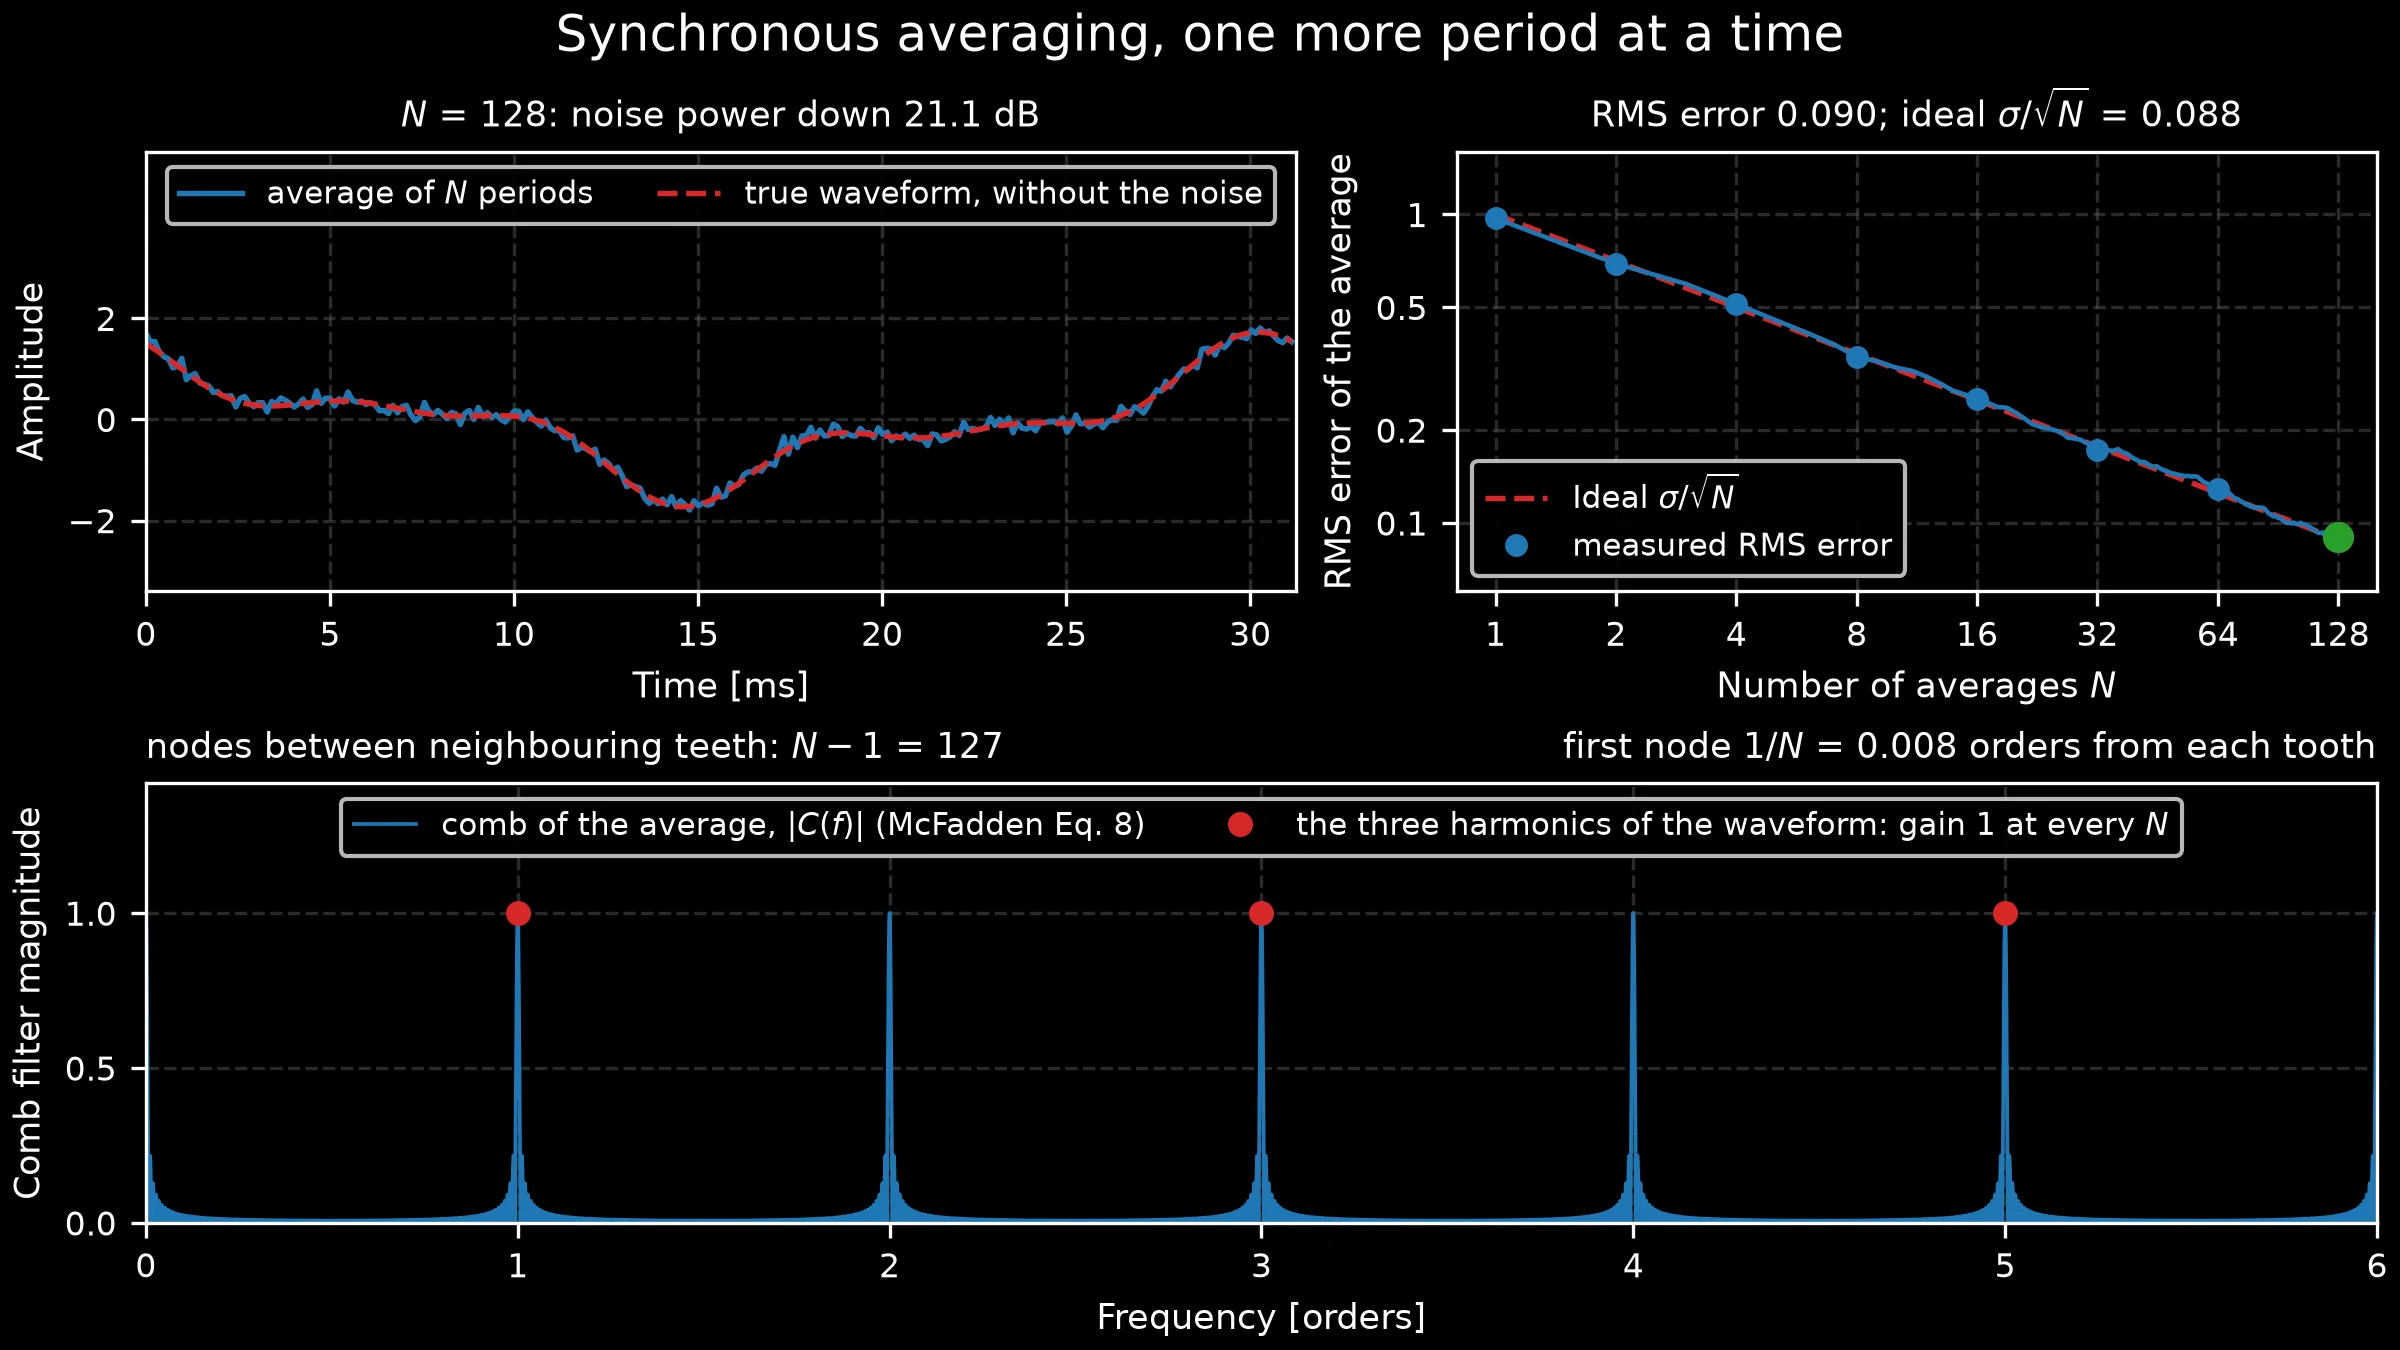 Synchronous averaging, one more period at a time
N = 128: noise power down 21.1 dB
average of N periods
true waveform, without the noise
Amplitude
2
0
−2
0 5 10 15 20 25 30
Time [ms]
RMS error 0.090; ideal σ/√N = 0.088
RMS error of the average
1
0.5
0.2
0.1
Ideal σ/√N
measured RMS error
1 2 4 8 16 32 64 128
Number of averages N
nodes between neighbouring teeth: N − 1 = 127
first node 1/N = 0.008 orders from each tooth
comb of the average, |C(f)| (McFadden Eq. 8)
the three harmonics of the waveform: gain 1 at every N
Comb filter magnitude
1.0
0.5
0.0
0 1 2 3 4 5 6
Frequency [orders]